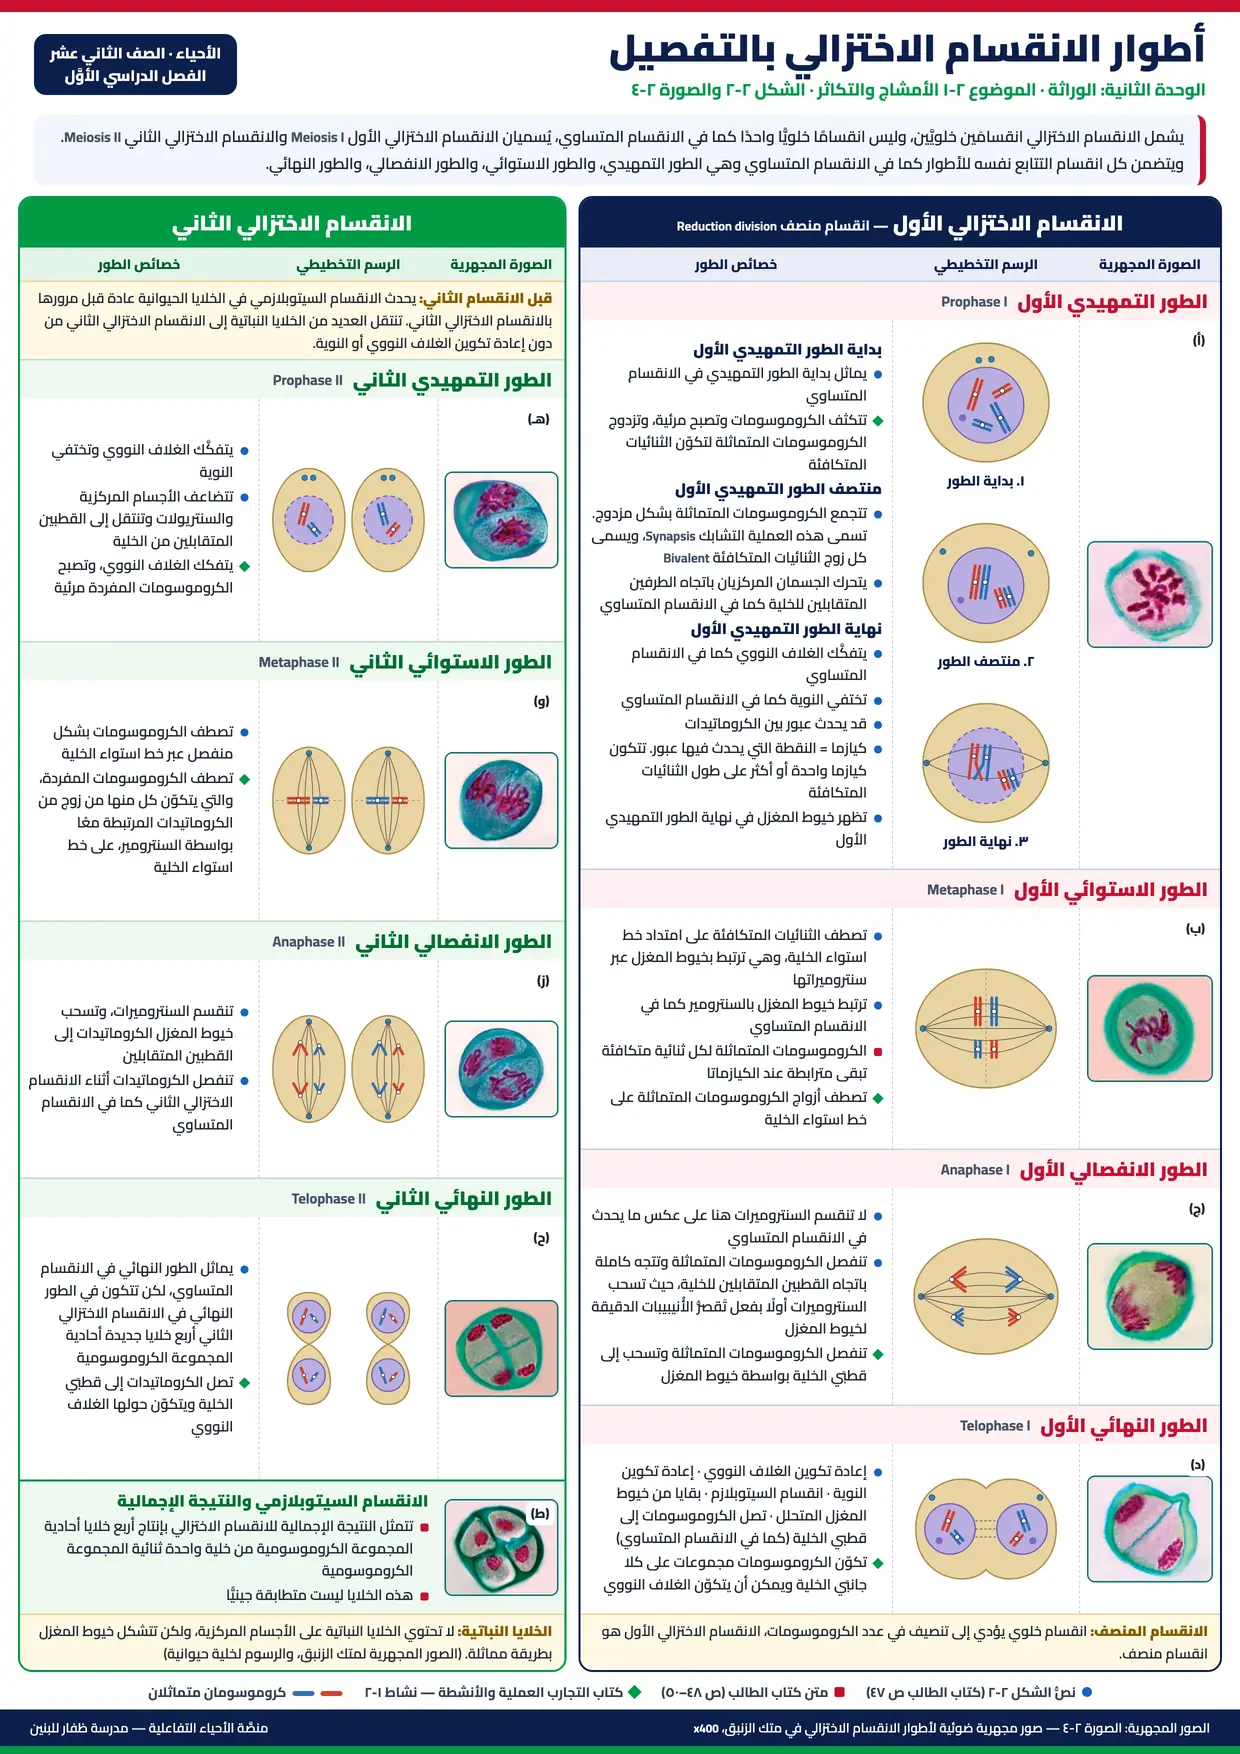 أطوار الانقسام الاختزالي بالتفصيل
الوحدة الثانية: الوراثة · الموضوع ٢-١ الأمشاج والتكاثر · الشكل ٢-٢ والصورة ٢-٤
الأحياء · الصف الثاني عشر
الفصل الدراسي الأوَّل
يشمل الانقسام الاختزالي انقسامَين خلويَّين، وليس انقسامًا خلويًّا واحدًا كما في الانقسام المتساوي، يُسميان الانقسام الاختزالي الأول Meiosis I والانقسام الاختزالي الثاني Meiosis II.
ويتضمن كل انقسام التتابع نفسه للأطوار كما في الانقسام المتساوي وهي الطور التمهيدي، والطور الاستوائي، والطور الانفصالي، والطور النهائي.
الانقسام الاختزالي الأول — انقسام منصف Reduction division
الصورة المجهرية
الرسم التخطيطي
خصائص الطور
الطور التمهيدي الأول Prophase I
(أ)
١. بداية الطور
٢. منتصف الطور
٣. نهاية الطور
بداية الطور التمهيدي الأول
يماثل بداية الطور التمهيدي في الانقسام
المتساوي
تتكثف الكروموسومات وتصبح مرئية، وتزدوج
الكروموسومات المتماثلة لتكوّن الثنائيات
المتكافئة
منتصف الطور التمهيدي الأول
تتجمع الكروموسومات المتماثلة بشكل مزدوج.
تسمى هذه العملية التشابك Synapsis، ويسمى
كل زوج الثنائيات المتكافئة Bivalent
يتحرك الجسمان المركزيان باتجاه الطرفين
المتقابلين للخلية كما في الانقسام المتساوي
نهاية الطور التمهيدي الأول
يتفكَّك الغلاف النووي كما في الانقسام
المتساوي
تختفي النوية كما في الانقسام المتساوي
قد يحدث عبور بين الكروماتيدات
كيازما = النقطة التي يحدث فيها عبور. تتكون
كيازما واحدة أو أكثر على طول الثنائيات
المتكافئة
تظهر خيوط المغزل في نهاية الطور التمهيدي
الأول
الطور الاستوائي الأول Metaphase I
(ب)
تصطف الثنائيات المتكافئة على امتداد خط
استواء الخلية، وهي ترتبط بخيوط المغزل عبر
سنتروميراتها
ترتبط خيوط المغزل بالسنترومير كما في
الانقسام المتساوي
الكروموسومات المتماثلة لكل ثنائية متكافئة
تبقى مترابطة عند الكيازماتا
تصطف أزواج الكروموسومات المتماثلة على
خط استواء الخلية
الطور الانفصالي الأول Anaphase I
(ج)
لا تنقسم السنتروميرات هنا على عكس ما يحدث
في الانقسام المتساوي
تنفصل الكروموسومات المتماثلة وتتجه كاملة
باتجاه القطبين المتقابلين للخلية، حيث تسحب
السنتروميرات أولًا بفعل تَقصرُّ الأُنيبيبات الدقيقة
لخيوط المغزل
تنفصل الكروموسومات المتماثلة وتسحب إلى
قطبَي الخلية بواسطة خيوط المغزل
الطور النهائي الأول Telophase I
(د)
إعادة تكوين الغلاف النووي · إعادة تكوين
النوية · انقسام السيتوبلازم · بقايا من خيوط
المغزل المتحلل · تصل الكروموسومات إلى
قطبَي الخلية (كما في الانقسام المتساوي)
تكوّن الكروموسومات مجموعات على كلا
جانبَي الخلية ويمكن أن يتكوّن الغلاف النووي
الانقسام المنصف: انقسام خلوي يؤدي إلى تنصيف في عدد الكروموسومات، الانقسام الاختزالي الأول هو
انقسام منصف.
الانقسام الاختزالي الثاني
الصورة المجهرية
الرسم التخطيطي
خصائص الطور
قبل الانقسام الثاني: يحدث الانقسام السيتوبلازمي في الخلايا الحيوانية عادة قبل مرورها
بالانقسام الاختزالي الثاني. تنتقل العديد من الخلايا النباتية إلى الانقسام الاختزالي الثاني من
دون إعادة تكوين الغلاف النووي أو النوية.
الطور التمهيدي الثاني Prophase II
(هـ)
يتفكَّك الغلاف النووي وتختفي
النوية
تتضاعف الأجسام المركزية
والسنتريولات وتنتقل إلى القطبين
المتقابلين من الخلية
يتفكك الغلاف النووي، وتصبح
الكروموسومات المفردة مرئية
الطور الاستوائي الثاني Metaphase II
(و)
تصطف الكروموسومات بشكل
منفصل عبر خط استواء الخلية
تصطف الكروموسومات المفردة،
والتي يتكوّن كل منها من زوج من
الكروماتيدات المرتبطة معًا
بواسطة السنترومير، على خط
استواء الخلية
الطور الانفصالي الثاني Anaphase II
(ز)
تنقسم السنتروميرات، وتسحب
خيوط المغزل الكروماتيدات إلى
القطبين المتقابلين
تنفصل الكروماتيدات أثناء الانقسام
الاختزالي الثاني كما في الانقسام
المتساوي
الطور النهائي الثاني Telophase II
(ح)
يماثل الطور النهائي في الانقسام
المتساوي، لكن تتكون في الطور
النهائي في الانقسام الاختزالي
الثاني أربع خلايا جديدة أحادية
المجموعة الكروموسومية
تصل الكروماتيدات إلى قطبَي
الخلية ويتكوّن حولها الغلاف
النووي
(ط)
الانقسام السيتوبلازمي والنتيجة الإجمالية
تتمثل النتيجة الإجمالية للانقسام الاختزالي بإنتاج أربع خلايا أحادية
المجموعة الكروموسومية من خلية واحدة ثنائية المجموعة
الكروموسومية
هذه الخلايا ليست متطابقة جينيًّا
الخلايا النباتية: لا تحتوي الخلايا النباتية على الأجسام المركزية، ولكن تتشكل خيوط المغزل
بطريقة مماثلة. (الصور المجهرية لمتك الزنبق، والرسوم لخلية حيوانية)
نصُّ الشكل ٢-٢ (كتاب الطالب ص ٤٧)
متن كتاب الطالب (ص ٤٨–٥٠)
كتاب التجارب العملية والأنشطة — نشاط ١-٢
كروموسومان متماثلان
الصور المجهرية: الصورة ٢-٤ — صور مجهرية ضوئية لأطوار الانقسام الاختزالي في متك الزنبق، x400
منصَّة الأحياء التفاعلية — مدرسة ظفار للبنين